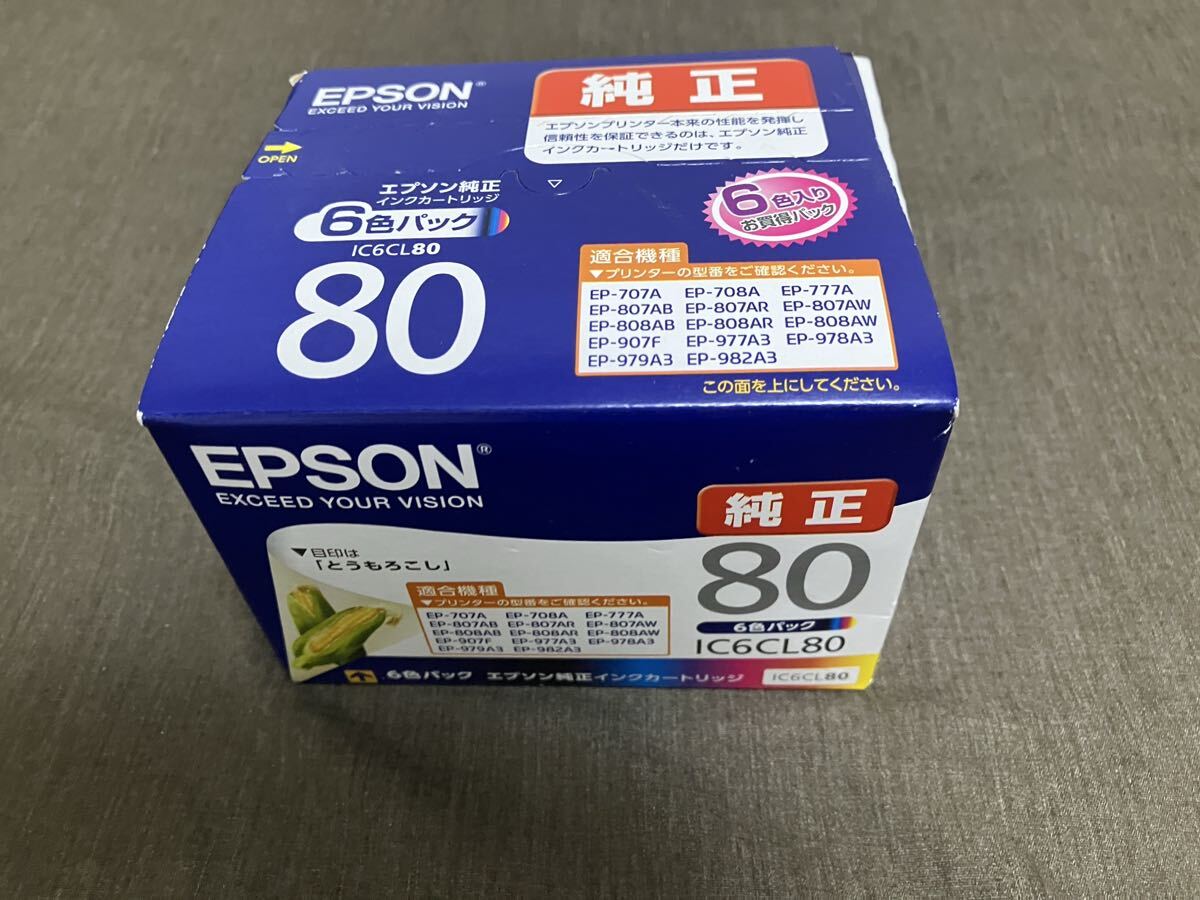 EPSON®
EXCEED YOUR VISION
純正
エプソンプリンター本来の性能を発揮し
信頼性を保証できるのは、エプソン純正
インクカートリッジだけです。
OPEN
エプソン純正
インクカートリッジ
6色パック
IC6CL80
80
6色入り
お買得パック
適合機種
▼プリンターの型番をご確認ください。
EP-707A EP-708A EP-777A
EP-807AB EP-807AR EP-807AW
EP-808AB EP-808AR EP-808AW
EP-907F EP-977A3 EP-978A3
EP-979A3 EP-982A3
この面を上にしてください。
EPSON®
EXCEED YOUR VISION
純正
▼目印は
「とうもろこし」
適合機種
▼プリンターの型番をご確認ください。
EP-707A EP-708A EP-777A
EP-807AB EP-807AR EP-807AW
EP-808AB EP-808AR EP-808AW
EP-907F EP-977A3 EP-978A3
EP-979A3 EP-982A3
80
6色パック
IC6CL80
6色パック エプソン純正インクカートリッジ IC6CL80